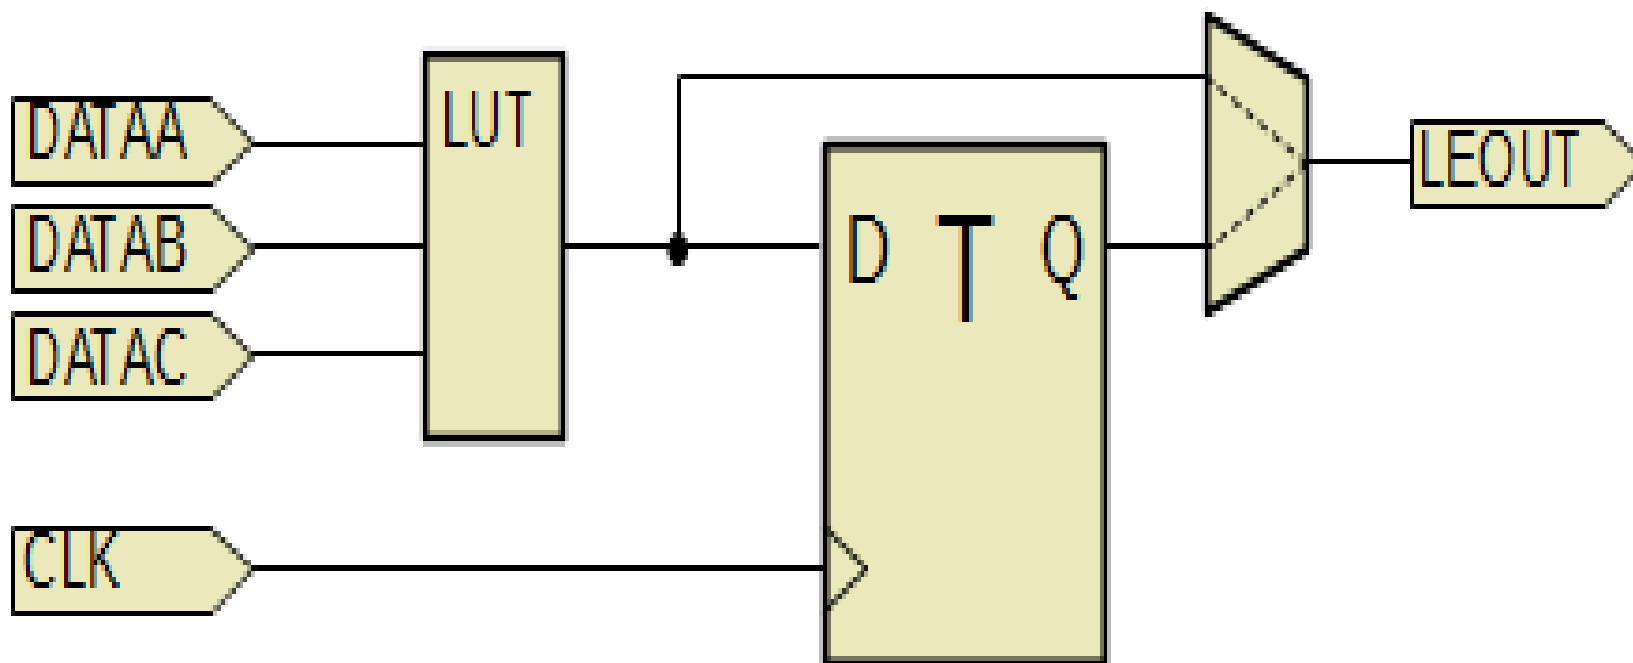 DATAA
DATAB
DATAC
CLK
LUT
D T Q
LEOUT